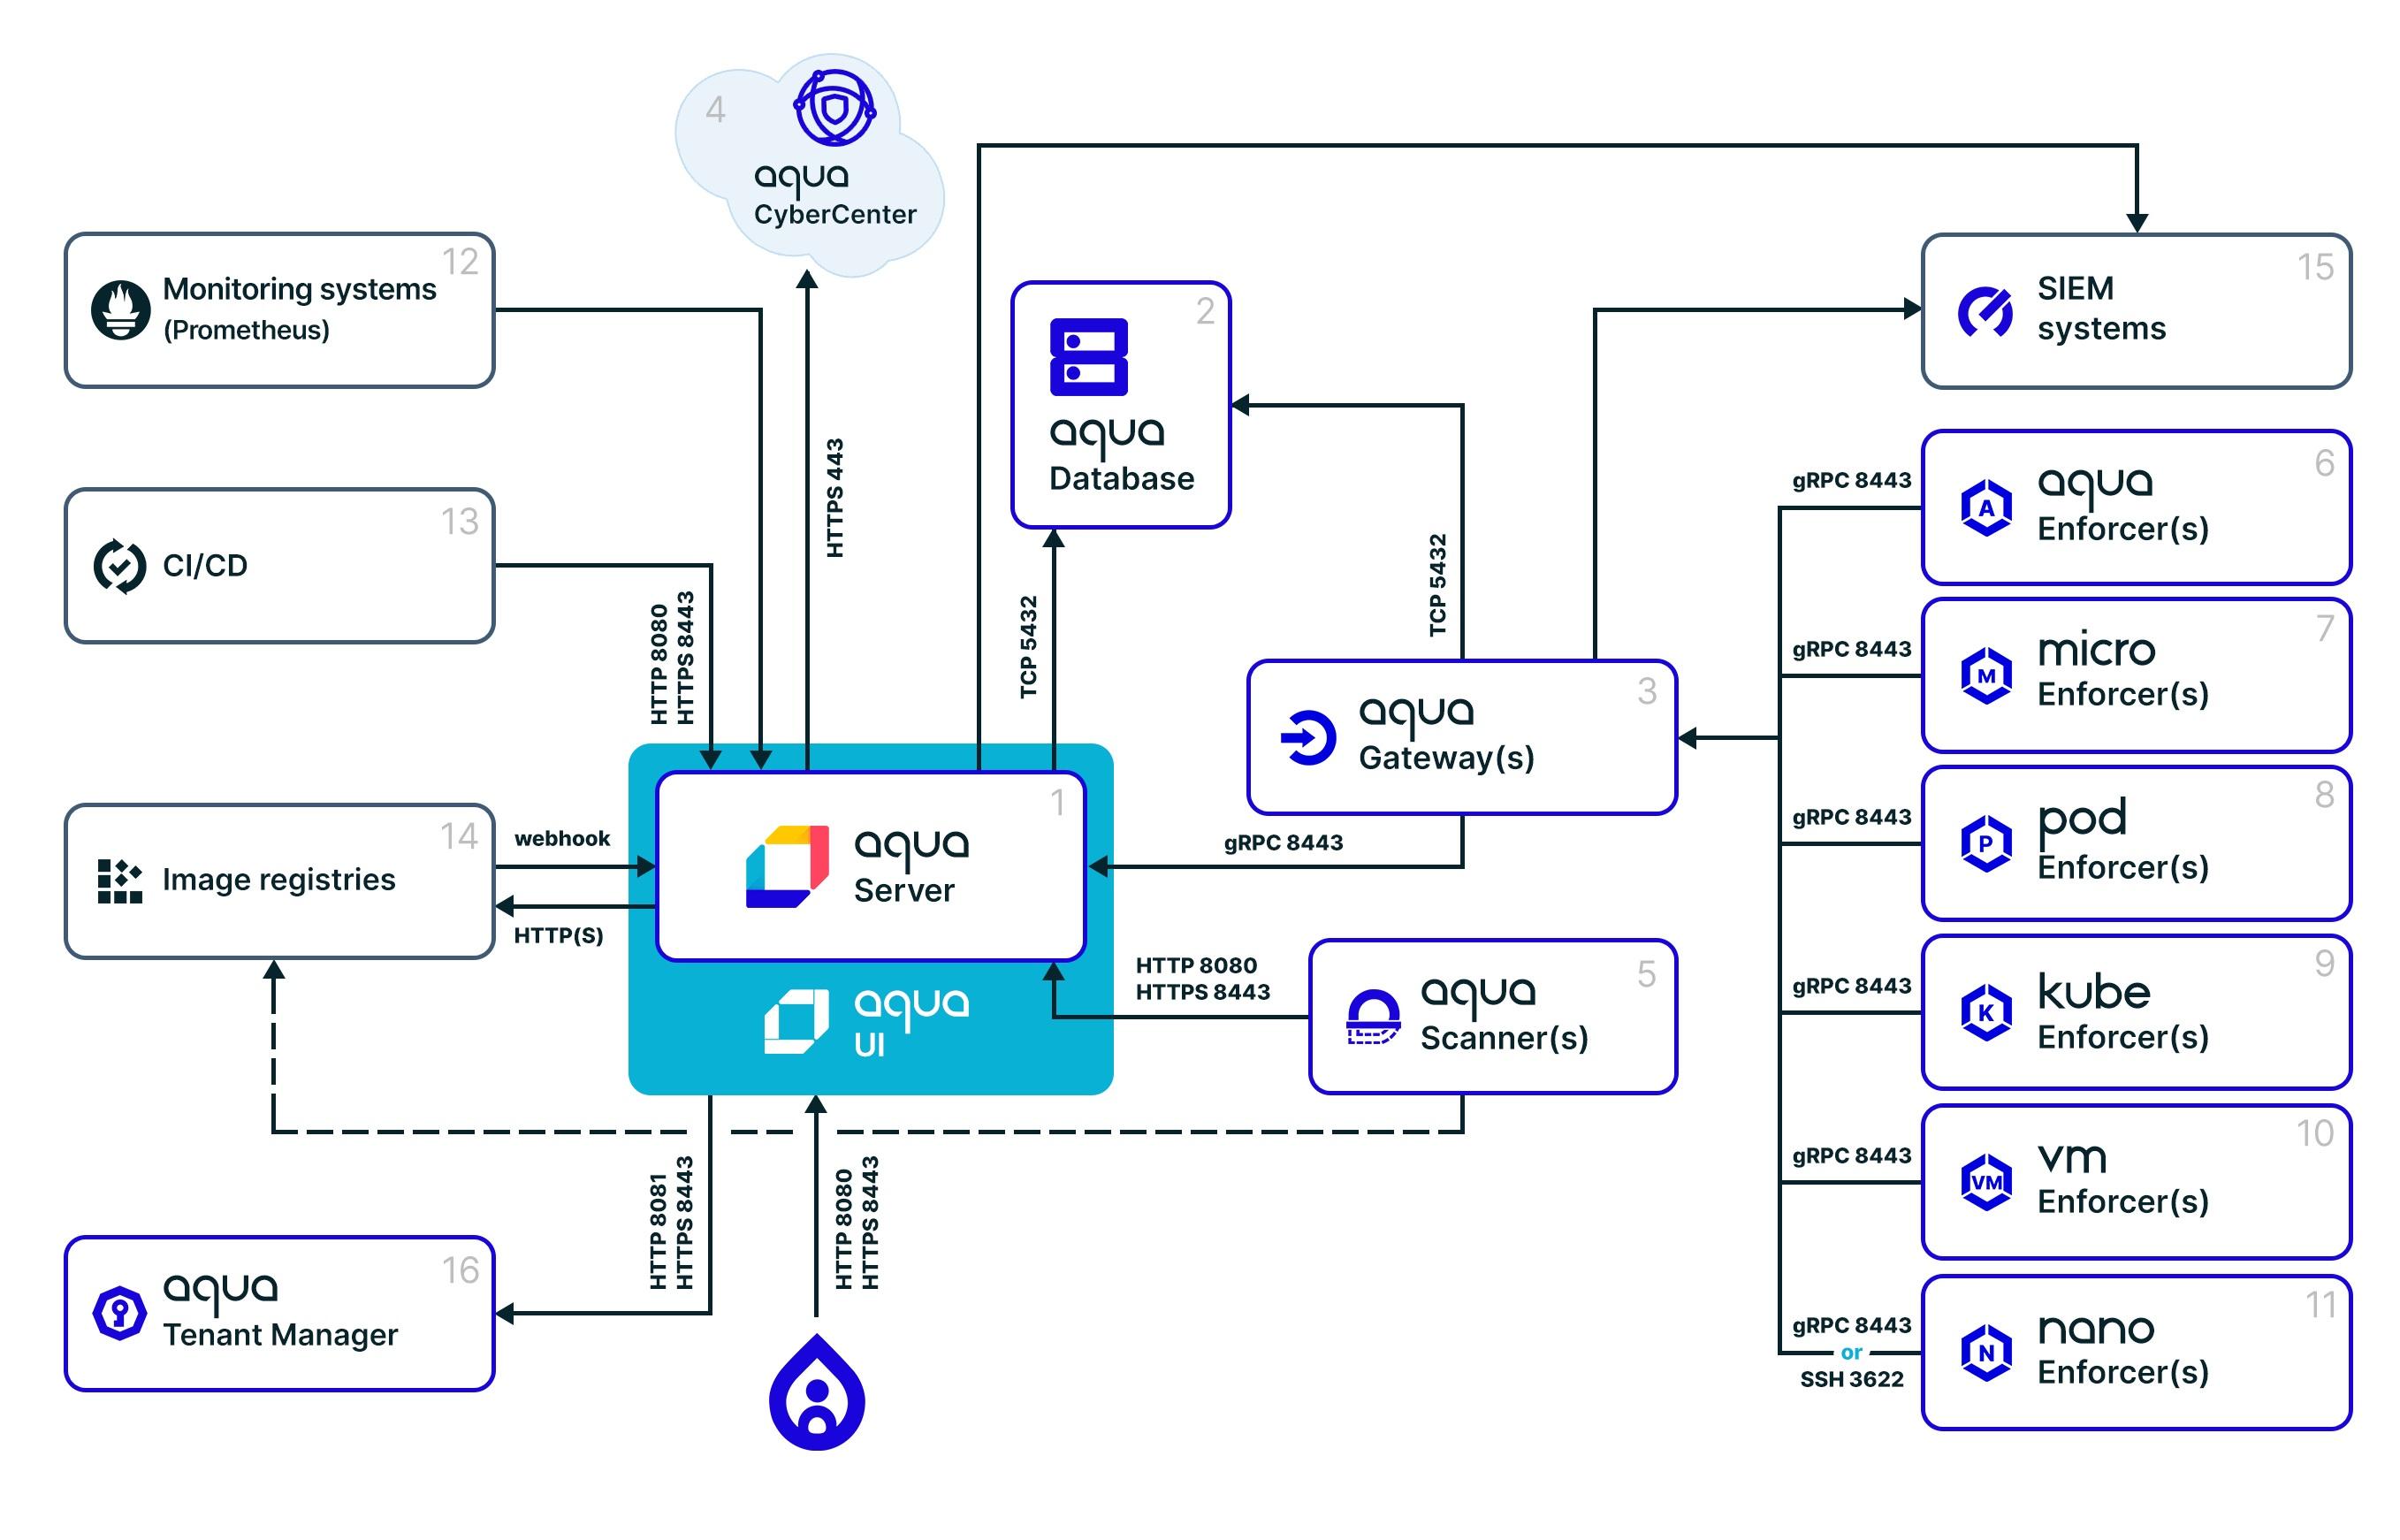 4
aqua
CyberCenter
12
Monitoring systems
(Prometheus)
15
SIEM
systems
2
aqua
Database
HTTPS 443
13
CI/CD
HTTP 8080
HTTPS 8443
TCP 5432
TCP 5432
gRPC 8443
6
A
aqua
Enforcer(s)
gRPC 8443
7
M
micro
Enforcer(s)
3
aqua
Gateway(s)
gRPC 8443
8
P
pod
Enforcer(s)
14
Image registries
webhook
HTTP(S)
1
aqua
Server
gRPC 8443
aqua
UI
HTTP 8080
HTTPS 8443
5
aqua
Scanner(s)
gRPC 8443
9
K
kube
Enforcer(s)
gRPC 8443
10
VM
vm
Enforcer(s)
HTTP 8081
HTTPS 8443
HTTP 8080
HTTPS 8443
16
aqua
Tenant Manager
gRPC 8443
or
SSH 3622
11
N
nano
Enforcer(s)